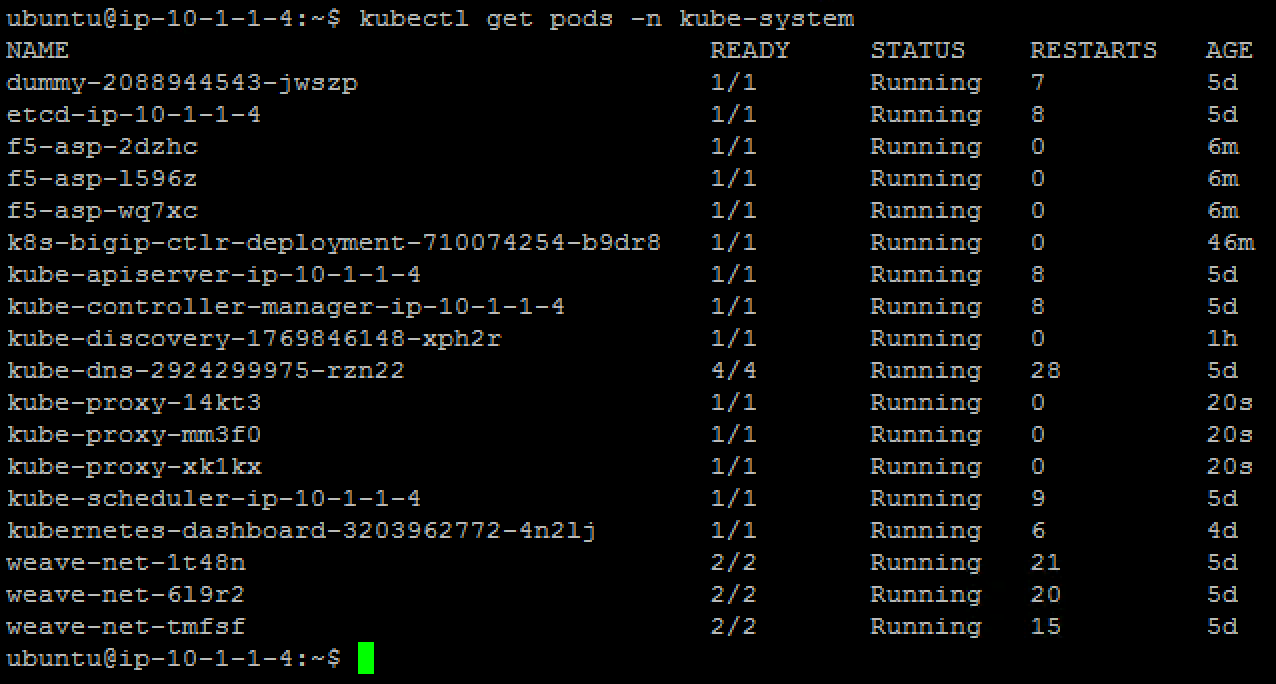 ubuntu@ip-10-1-1-4:~$ kubectl get pods -n kube-system
NAME READY STATUS RESTARTS AGE
dummy-2088944543-jwszp 1/1 Running 7 5d
etcd-ip-10-1-1-4 1/1 Running 8 5d
f5-asp-2dzhc 1/1 Running 0 6m
f5-asp-l596z 1/1 Running 0 6m
f5-asp-wq7xc 1/1 Running 0 6m
k8s-bigip-ctlr-deployment-710074254-b9dr8 1/1 Running 0 46m
kube-apiserver-ip-10-1-1-4 1/1 Running 8 5d
kube-controller-manager-ip-10-1-1-4 1/1 Running 8 5d
kube-discovery-1769846148-xph2r 1/1 Running 0 1h
kube-dns-2924299975-rzn22 4/4 Running 28 5d
kube-proxy-14kt3 1/1 Running 0 20s
kube-proxy-mm3f0 1/1 Running 0 20s
kube-proxy-xk1kx 1/1 Running 0 20s
kube-scheduler-ip-10-1-1-4 1/1 Running 9 5d
kubernetes-dashboard-3203962772-4n2lj 1/1 Running 6 4d
weave-net-1t48n 2/2 Running 21 5d
weave-net-6l9r2 2/2 Running 20 5d
weave-net-tmfsf 2/2 Running 15 5d
ubuntu@ip-10-1-1-4:~$